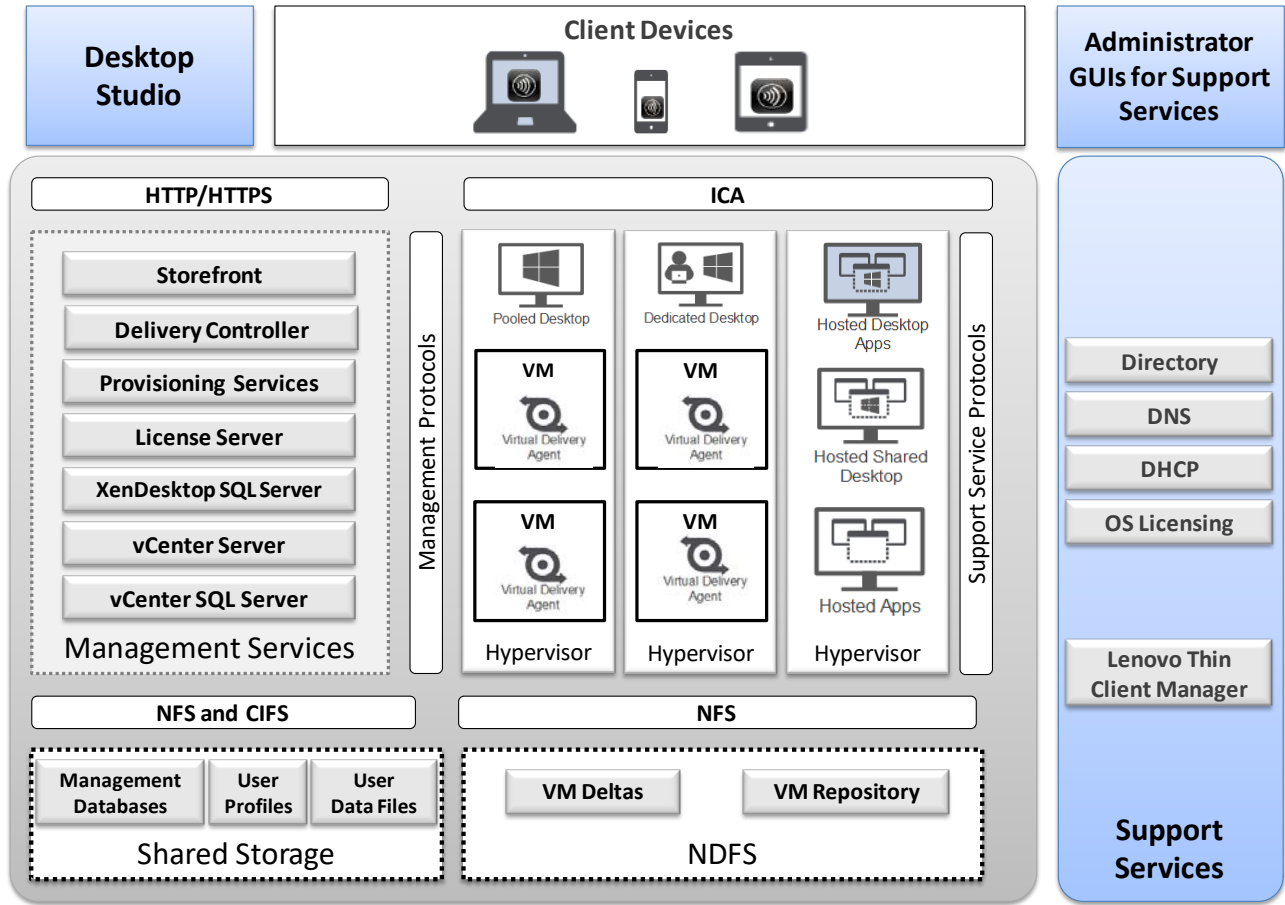 Desktop
Studio
Client Devices
Administrator
GUIs for Support
Services
HTTP/HTTPS
Storefront
Delivery Controller
Provisioning Services
License Server
XenDesktop SQL Server
vCenter Server
vCenter SQL Server
Management Services
Management Protocols
ICA
Pooled Desktop
VM
Virtual Delivery
Agent
VM
Virtual Delivery
Agent
Hypervisor
Dedicated Desktop
VM
Virtual Delivery
Agent
VM
Virtual Delivery
Agent
Hypervisor
Hosted Desktop
Apps
Hosted Shared
Desktop
Hosted Apps
Hypervisor
Support Service Protocols
NFS and CIFS
Management
Databases
User
Profiles
User
Data Files
Shared Storage
NFS
VM Deltas
VM Repository
NDFS
Directory
DNS
DHCP
OS Licensing
Lenovo Thin
Client Manager
Support
Services